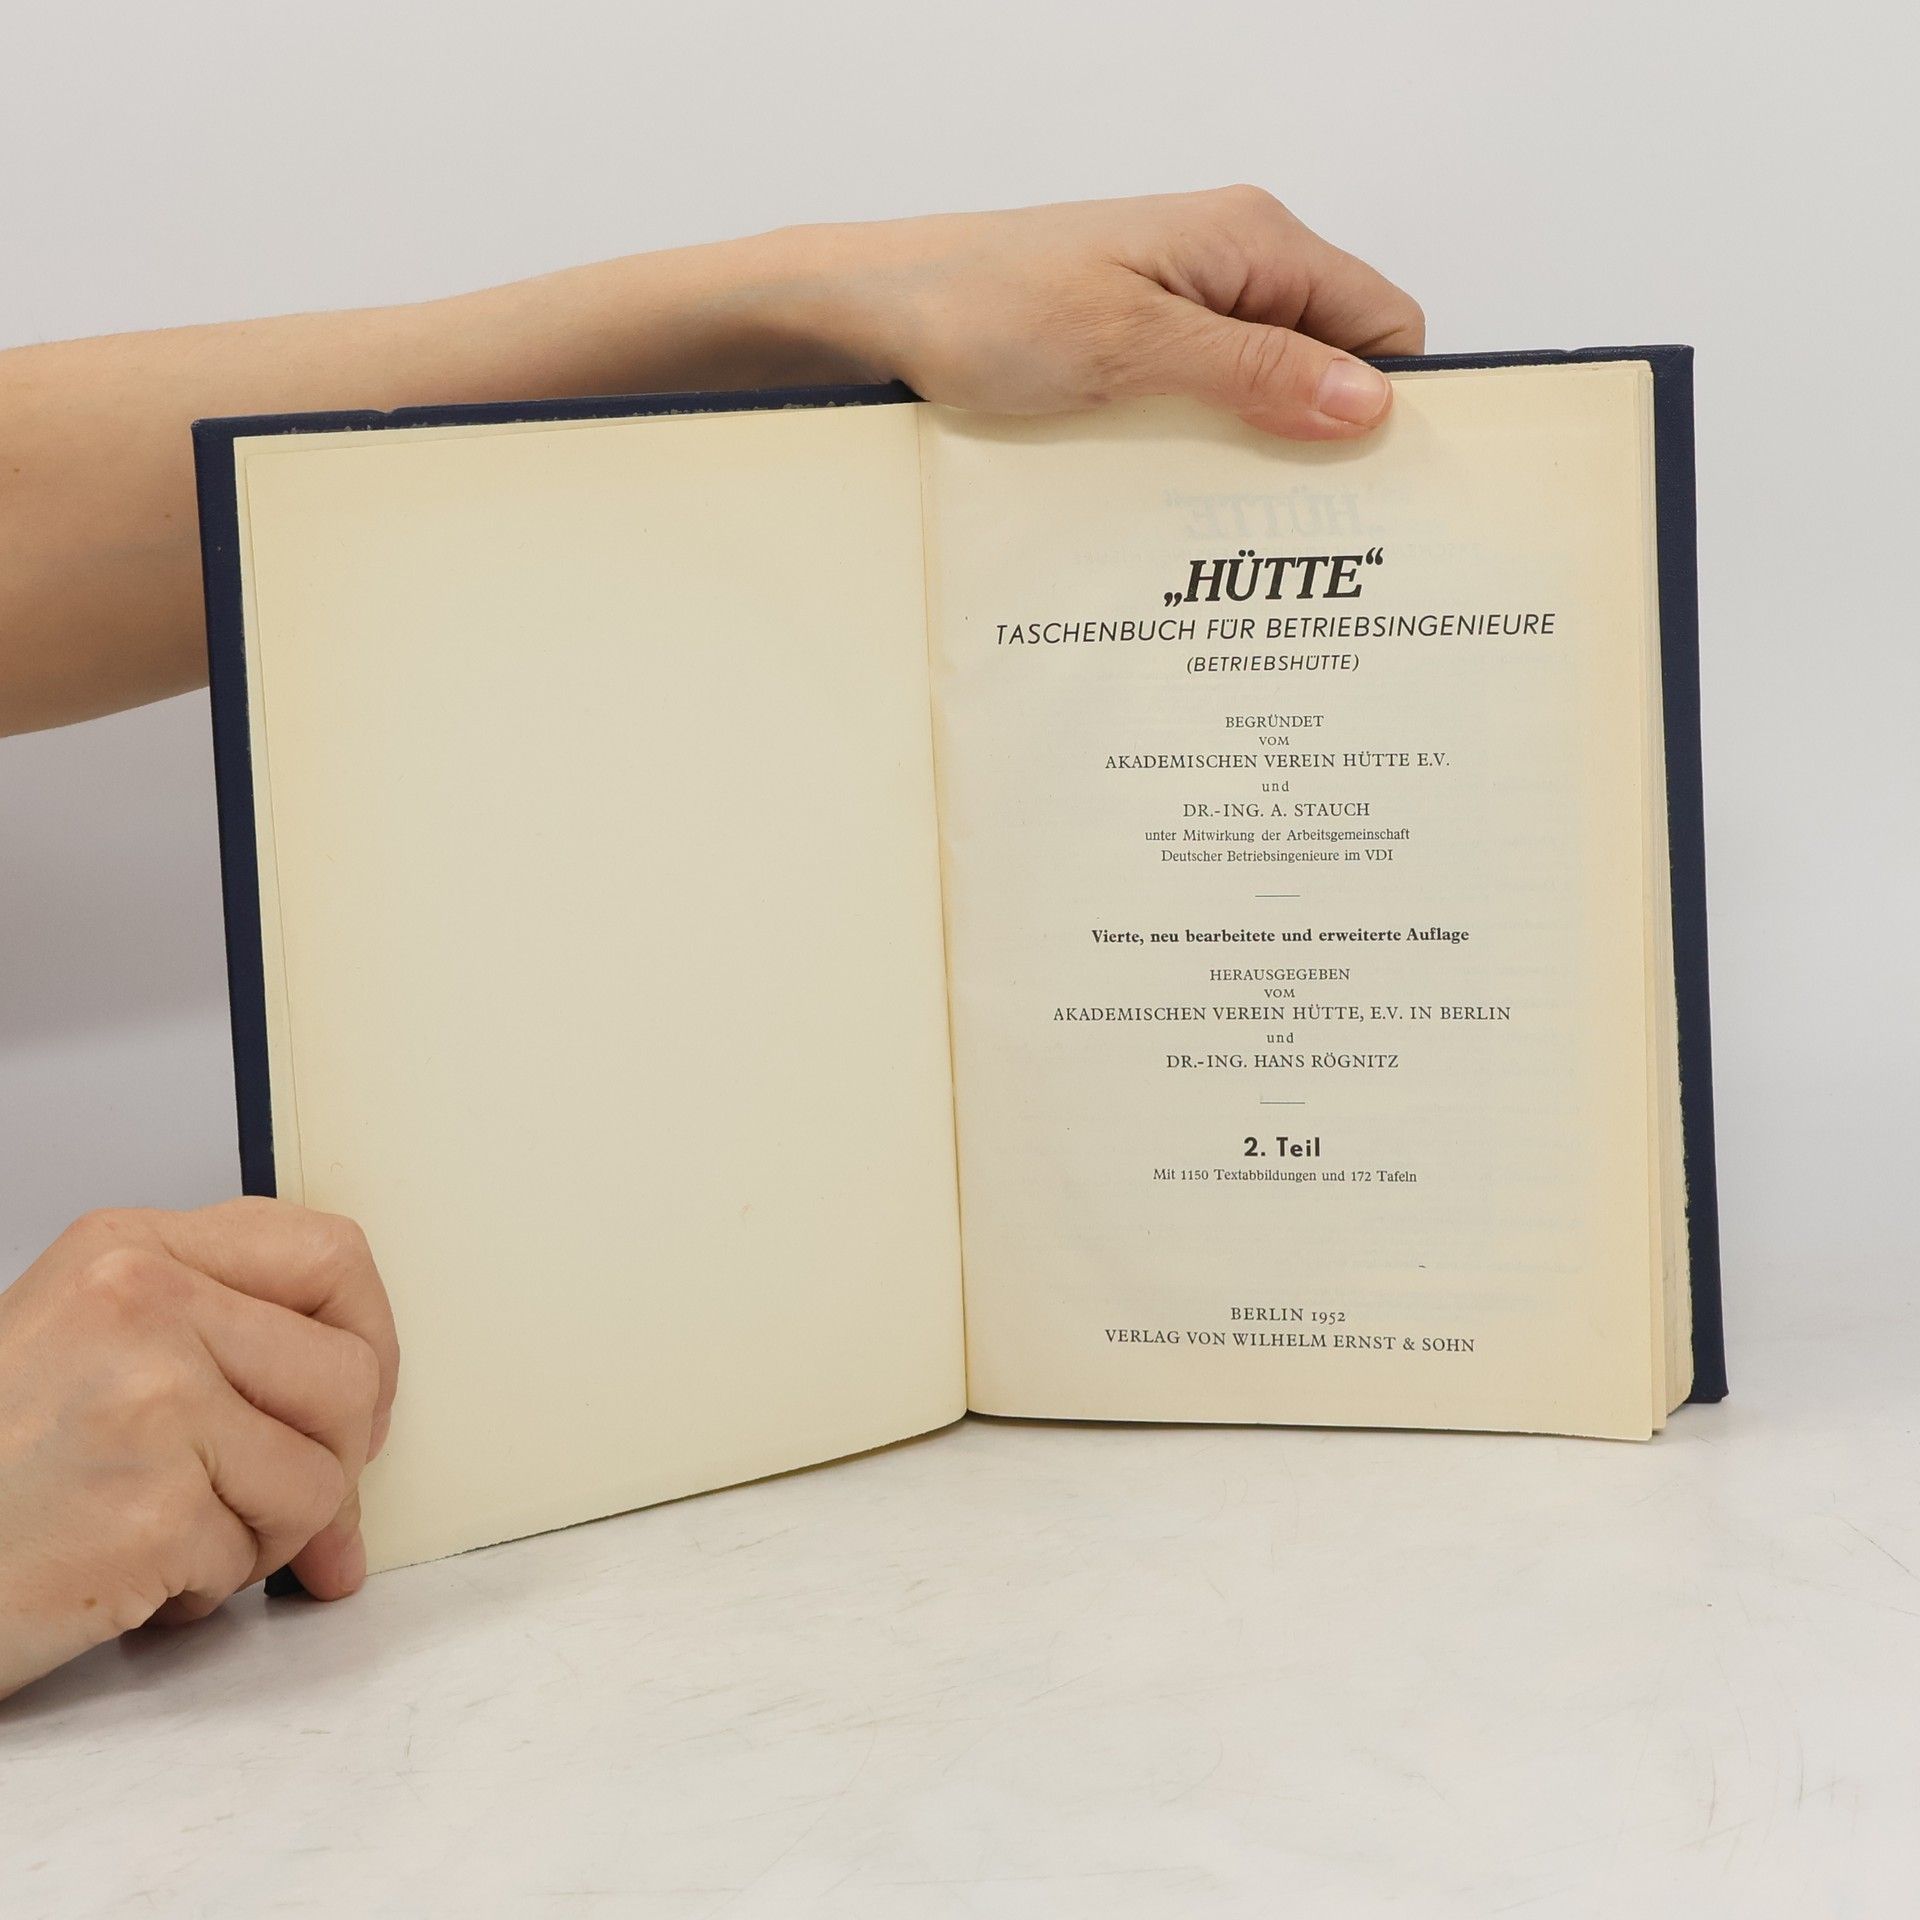 „HÜTTE“
TASCHENBUCH FÜR BETRIEBSINGENIEURE
(BETRIEBSHÜTTE)
BEGRÜNDET
VOM
AKADEMISCHEN VEREIN HÜTTE E.V.
und
DR.-ING. A. STAUCH
unter Mitwirkung der Arbeitsgemeinschaft
Deutscher Betriebsingenieure im VDI
Vierte, neu bearbeitete und erweiterte Auflage
HERAUSGEGEBEN
VOM
AKADEMISCHEN VEREIN HÜTTE, E.V. IN BERLIN
und
DR.-ING. HANS RÖGNITZ
2. Teil
Mit 1150 Textabbildungen und 172 Tafeln
BERLIN 1952
VERLAG VON WILHELM ERNST & SOHN